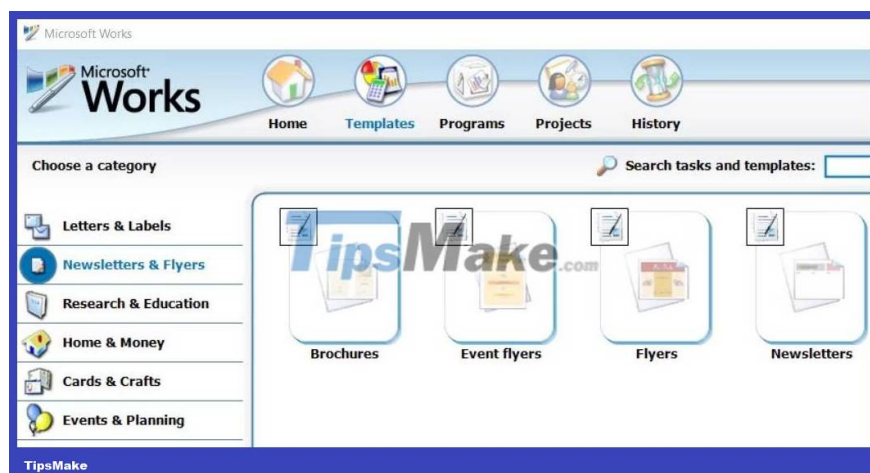 Microsoft Works
Microsoft®
Works
Home Templates Programs Projects History
Choose a category
Search tasks and templates:
Letters & Labels
Newsletters & Flyers
Research & Education
Home & Money
Cards & Crafts
Events & Planning
TipsMake.com
Brochures Event flyers Flyers Newsletters
TipsMake